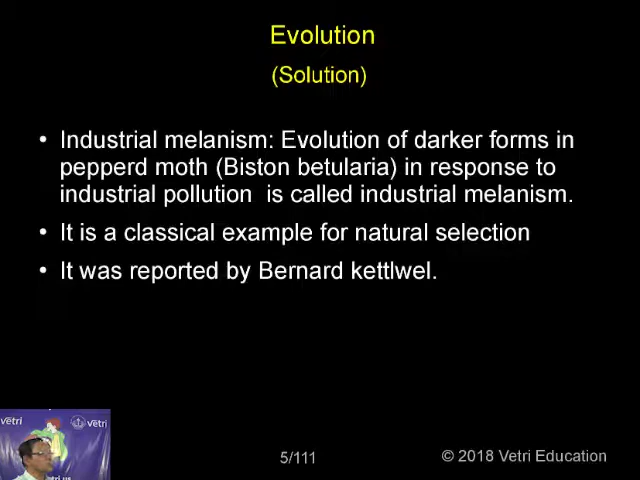 Evolution
(Solution)
• Industrial melanism: Evolution of darker forms in
pepperd moth (Biston betularia) in response to
industrial pollution is called industrial melanism.
• It is a classical example for natural selection
• It was reported by Bernard kettlwel.
vetri
vetri
5/111
© 2018 Vetri Education